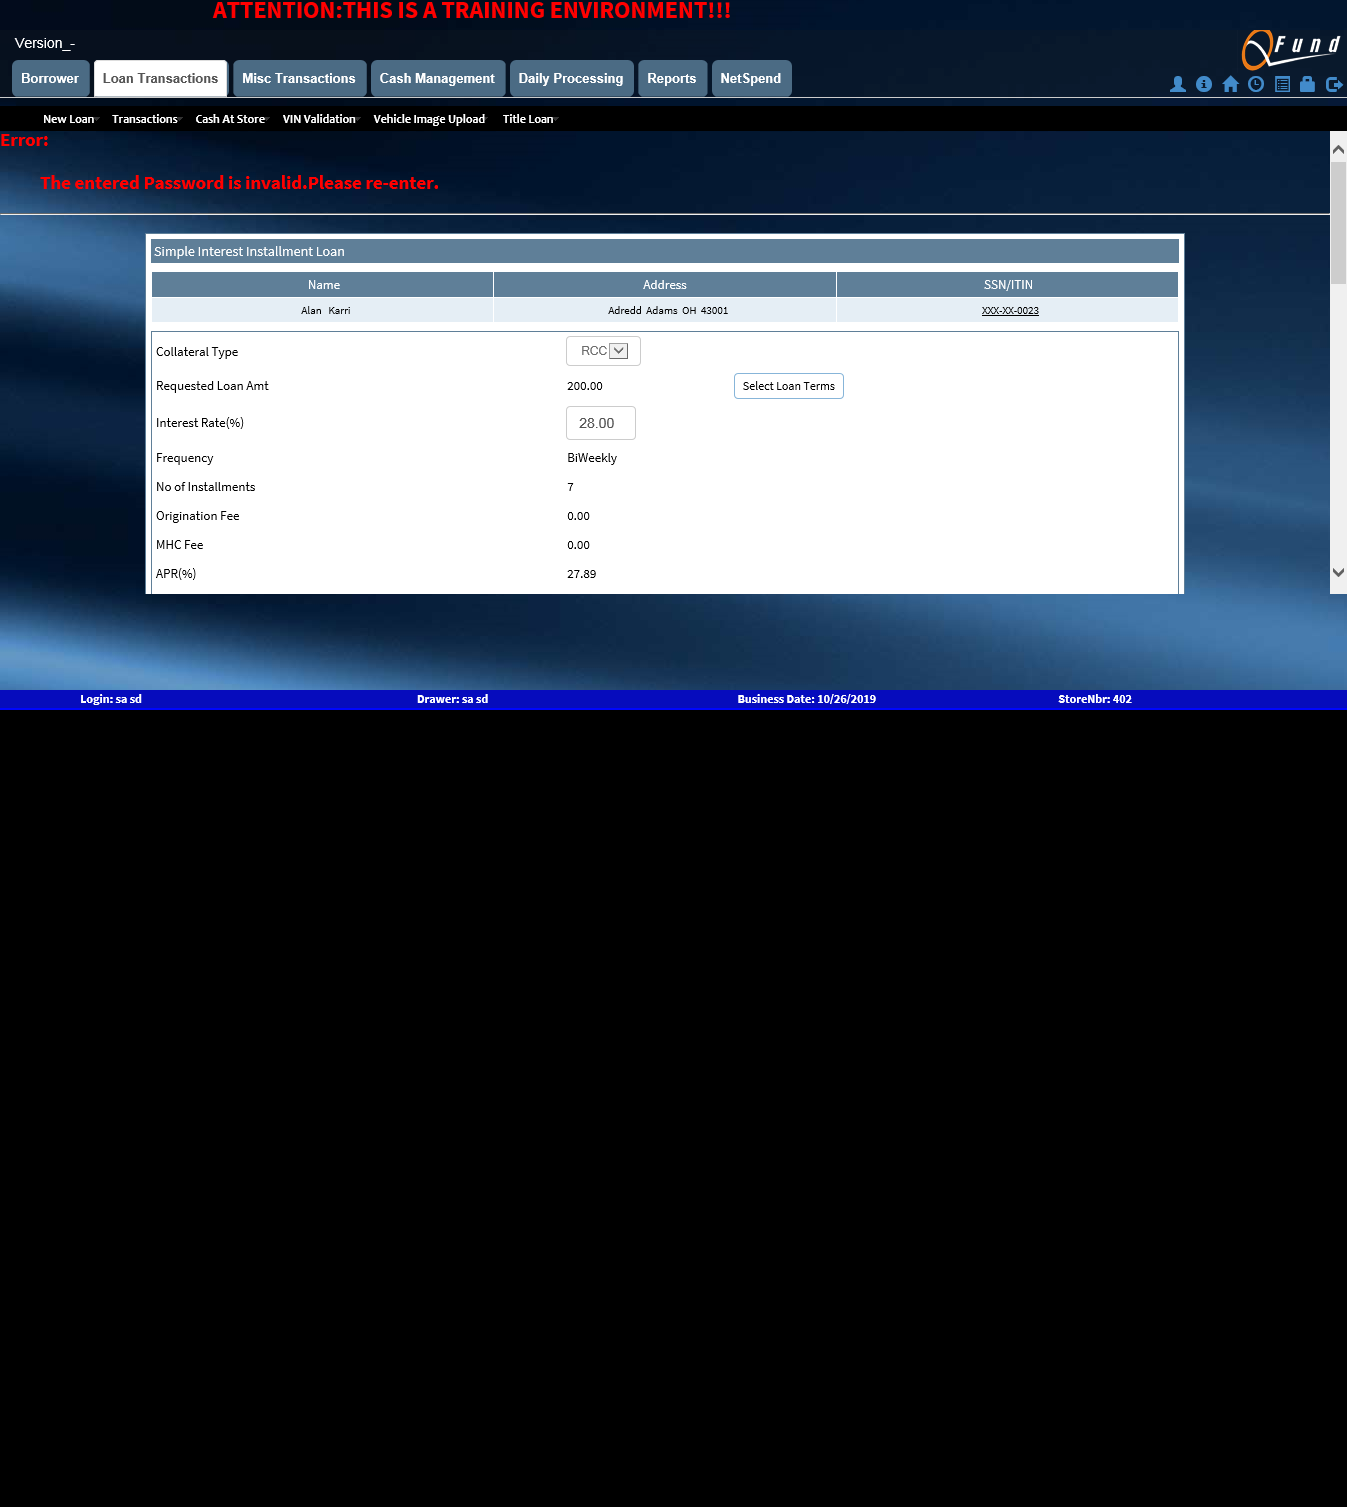 ATTENTION:THIS IS A TRAINING ENVIRONMENT!!!
Version_-
QFund
Borrower Loan Transactions Misc Transactions Cash Management Daily Processing Reports NetSpend
New Loan Transactions Cash At Store VIN Validation Vehicle Image Upload Title Loan
Error:
The entered Password is invalid.Please re-enter.
Simple Interest Installment Loan
Name Address SSN/ITIN
Alan Karri Adredd Adams OH 43001 XXX-XX-0023
Collateral Type RCC
Requested Loan Amt 200.00 Select Loan Terms
Interest Rate(%) 28.00
Frequency BiWeekly
No of Installments 7
Origination Fee 0.00
MHC Fee 0.00
APR(%) 27.89
Login: sa sd Drawer: sa sd Business Date: 10/26/2019 StoreNbr: 402